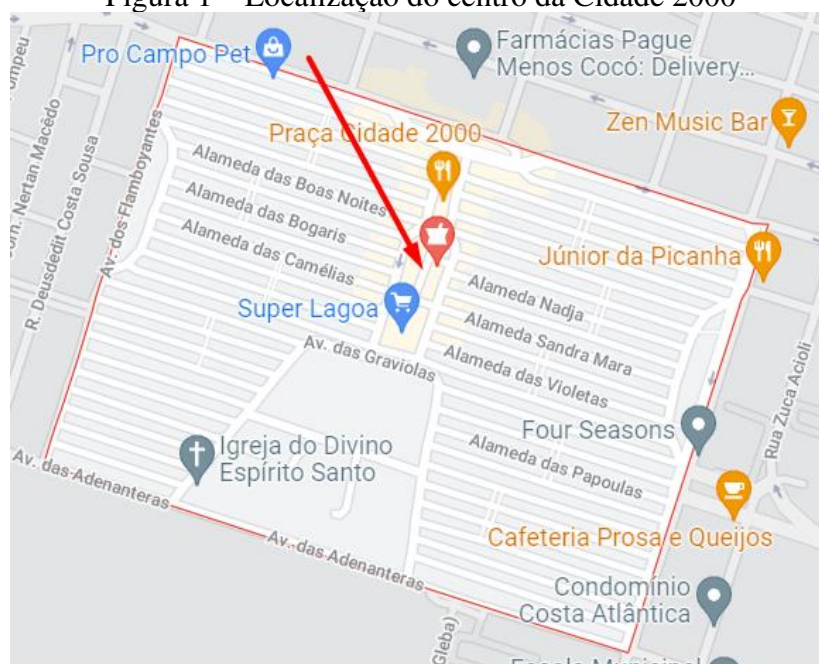 Figura 1 – Localização do centro da Cidade 2000
Pro Campo Pet
Farmácias Pague
Menos Cocó: Delivery...
Zen Music Bar
Praça Cidade 2000
R. Deusdedit Costa Sousa
Av. dos Flamboyantes
Alameda das Boas Noites
Alameda das Bogaris
Alameda das Camélias
Júnior da Picanha
Alameda Nadja
Super Lagoa
Alameda Sandra Mara
Av. das Graviolas
Alameda das Violetas
Rua Zuca Acioli
Four Seasons
Igreja do Divino
Espírito Santo
Alameda das Papoulas
Av. das Adenanteras
Cafeteria Prosa e Queijos
Av. das Adenanteras
Condomínio
Costa Atlântica
Gleba)